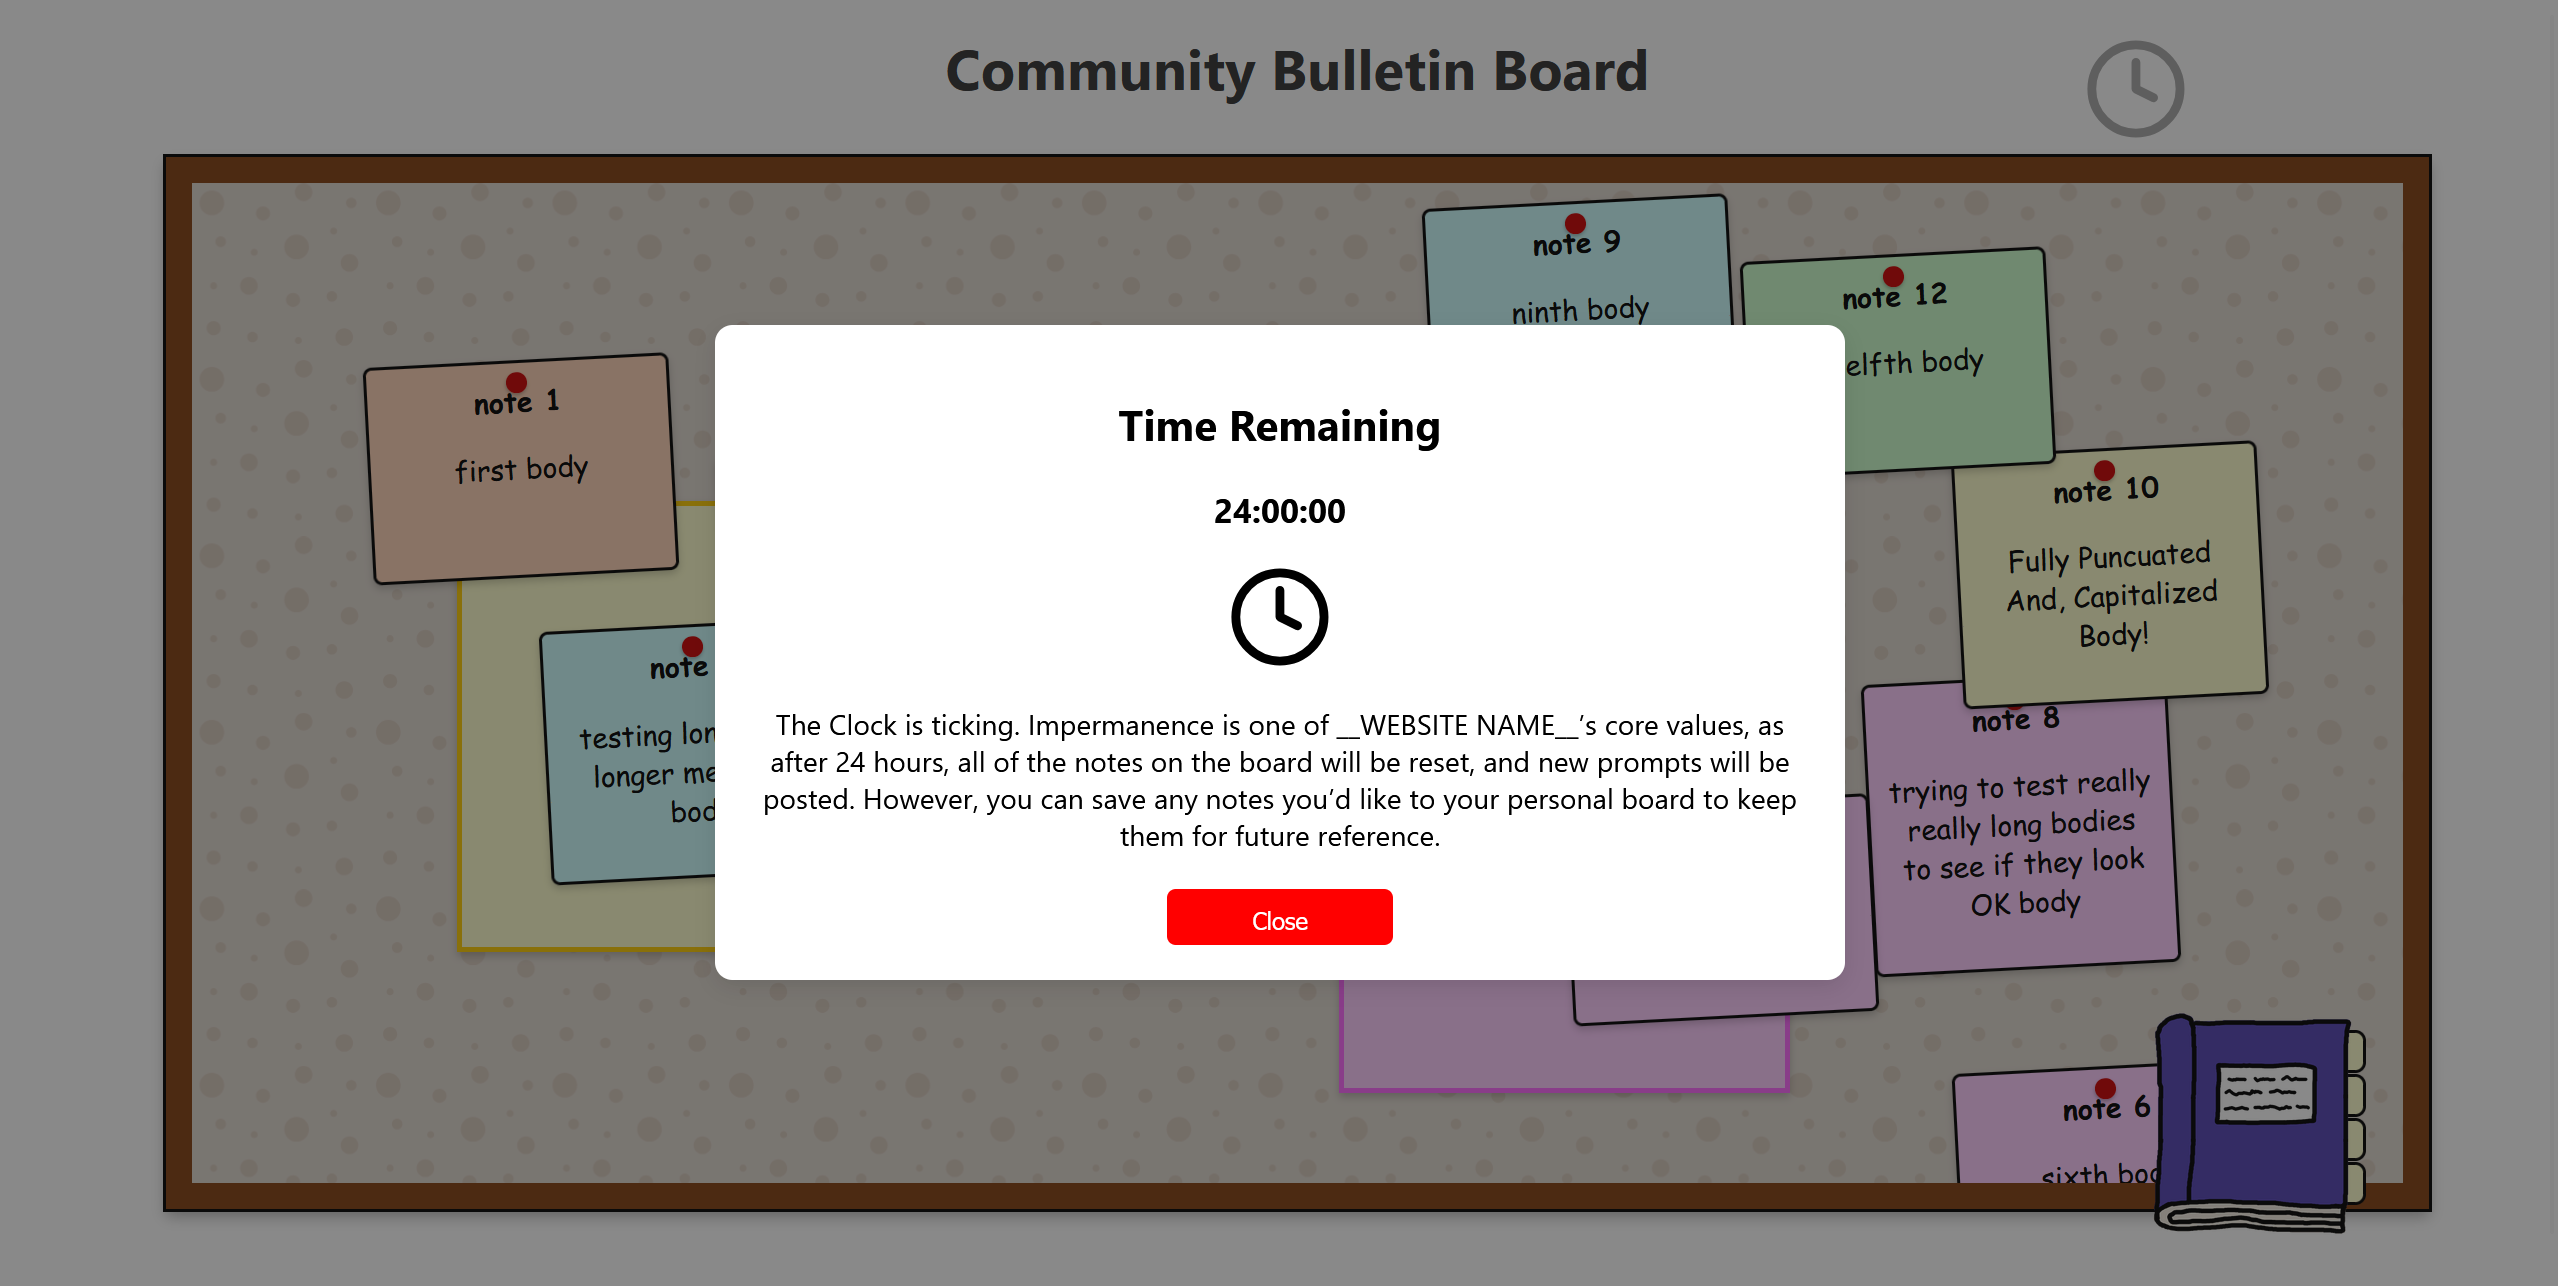 Community Bulletin Board
note 9
ninth body
note 12
elfth body
note 1
first body
Time Remaining
24:00:00
note 10
Fully Puncuated
And, Capitalized
Body!
note
testing lon
longer me
bod
The Clock is ticking. Impermanence is one of __WEBSITE NAME__’s core values, as
after 24 hours, all of the notes on the board will be reset, and new prompts will be
posted. However, you can save any notes you’d like to your personal board to keep
them for future reference.
Close
note 8
trying to test really
really long bodies
to see if they look
OK body
note 6
sixth bod